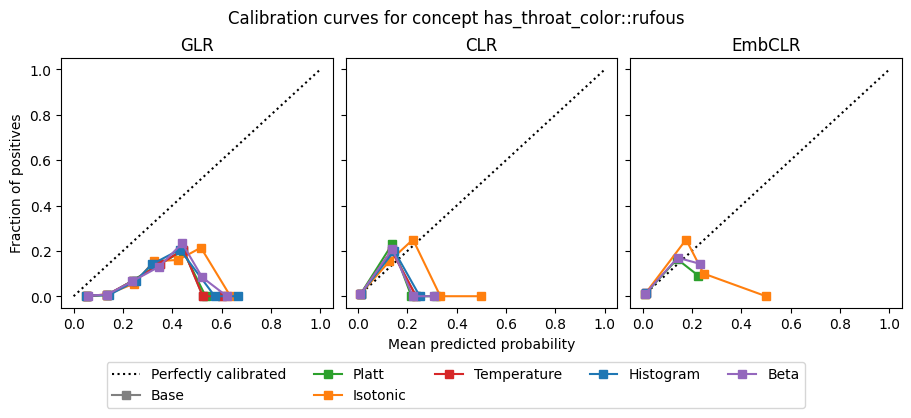 Calibration curves for concept has_throat_color::rufous
GLR
CLR
EmbCLR
Fraction of positives
1.0
0.8
0.6
0.4
0.2
0.0
0.0 0.2 0.4 0.6 0.8 1.0
0.0 0.2 0.4 0.6 0.8 1.0
0.0 0.2 0.4 0.6 0.8 1.0
Mean predicted probability
Perfectly calibrated Platt Temperature Histogram Beta
Base Isotonic